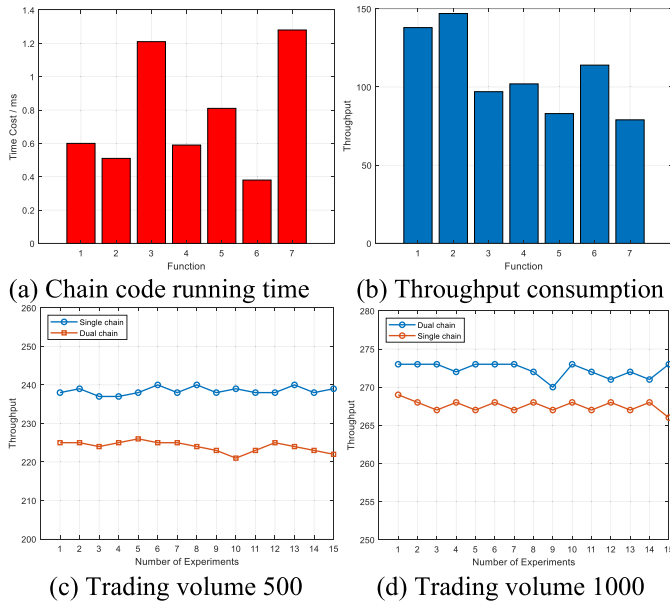 1.4
1.2
1
0.8
0.6
0.4
0.2
0
Time Cost / ms
1 2 3 4 5 6 7
Function
(a) Chain code running time
150
100
50
0
Throughput
1 2 3 4 5 6 7
Function
(b) Throughput consumption
260
250
240
230
220
210
200
Throughput
Single chain
Dual chain
1 2 3 4 5 6 7 8 9 10 11 12 13 14 15
Number of Experiments
(c) Trading volume 500
280
275
270
265
260
255
250
Throughput
Dual chain
Single chain
1 2 3 4 5 6 7 8 9 10 11 12 13 14 15
Number of Experiments
(d) Trading volume 1000